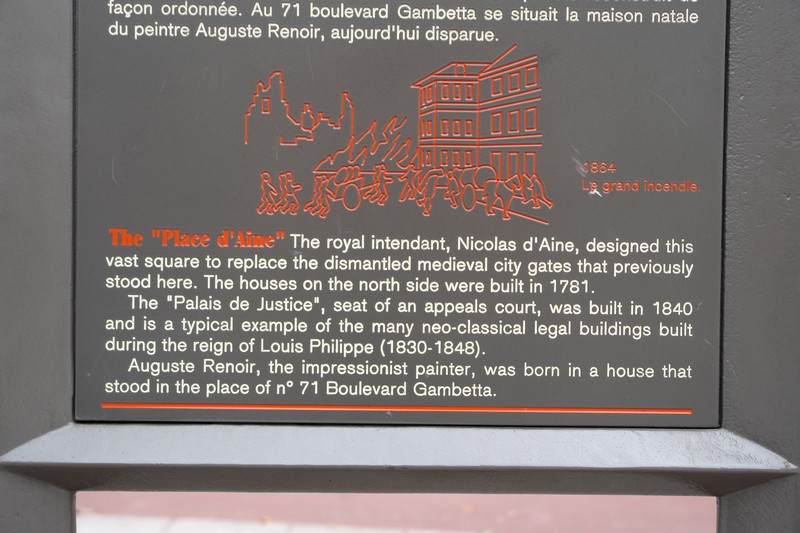 façon ordonnée. Au 71 boulevard Gambetta se situait la maison natale
du peintre Auguste Renoir, aujourd'hui disparue.
1864
Le grand incendie.
The "Place d'Aine" The royal intendant, Nicolas d'Aine, designed this
vast square to replace the dismantled medieval city gates that previously
stood here. The houses on the north side were built in 1781.
The "Palais de Justice", seat of an appeals court, was built in 1840
and is a typical example of the many neo-classical legal buildings built
during the reign of Louis Philippe (1830-1848).
Auguste Renoir, the impressionist painter, was born in a house that
stood in the place of n° 71 Boulevard Gambetta.